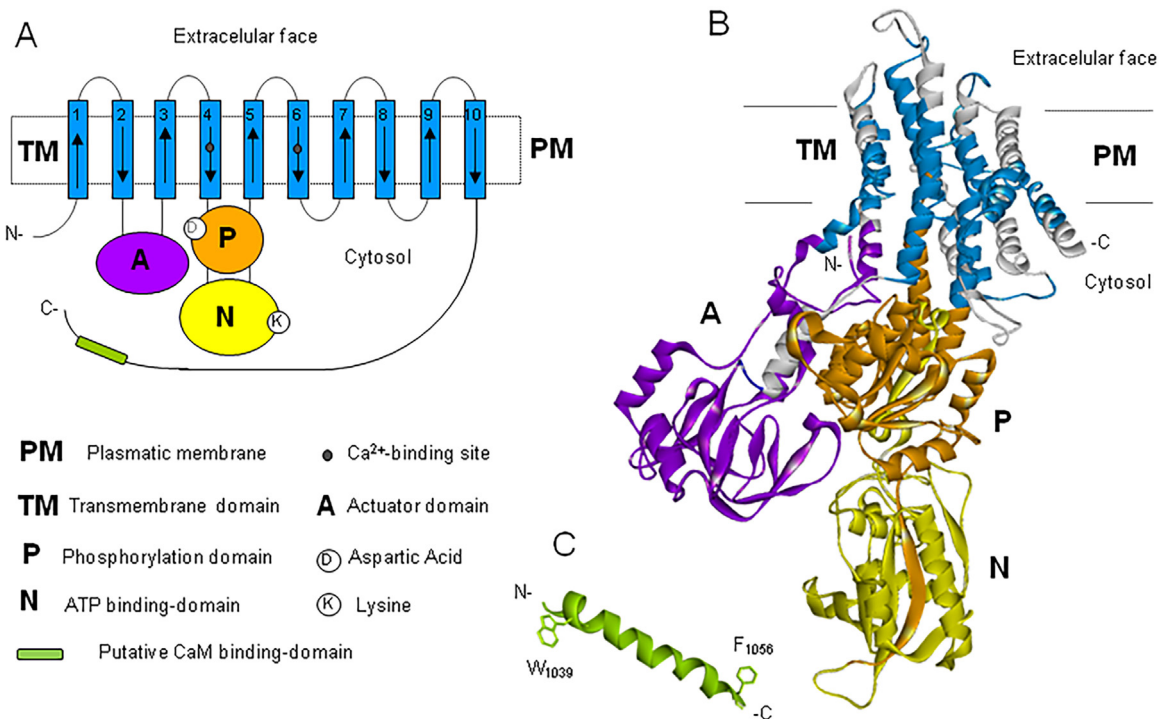 A
Extracelular face
1 2 3 4 5 6 7 8 9 10
TM
PM
N-
D
P
A
Cytosol
N
K
C-
PM Plasmatic membrane
Ca²⁺-binding site
TM Transmembrane domain
A Actuator domain
P Phosphorylation domain
D Aspartic Acid
N ATP binding-domain
K Lysine
Putative CaM binding-domain
B
Extracellular face
TM
PM
-C
N-
Cytosol
A
P
N
C
N-
W1039
F1056
-C